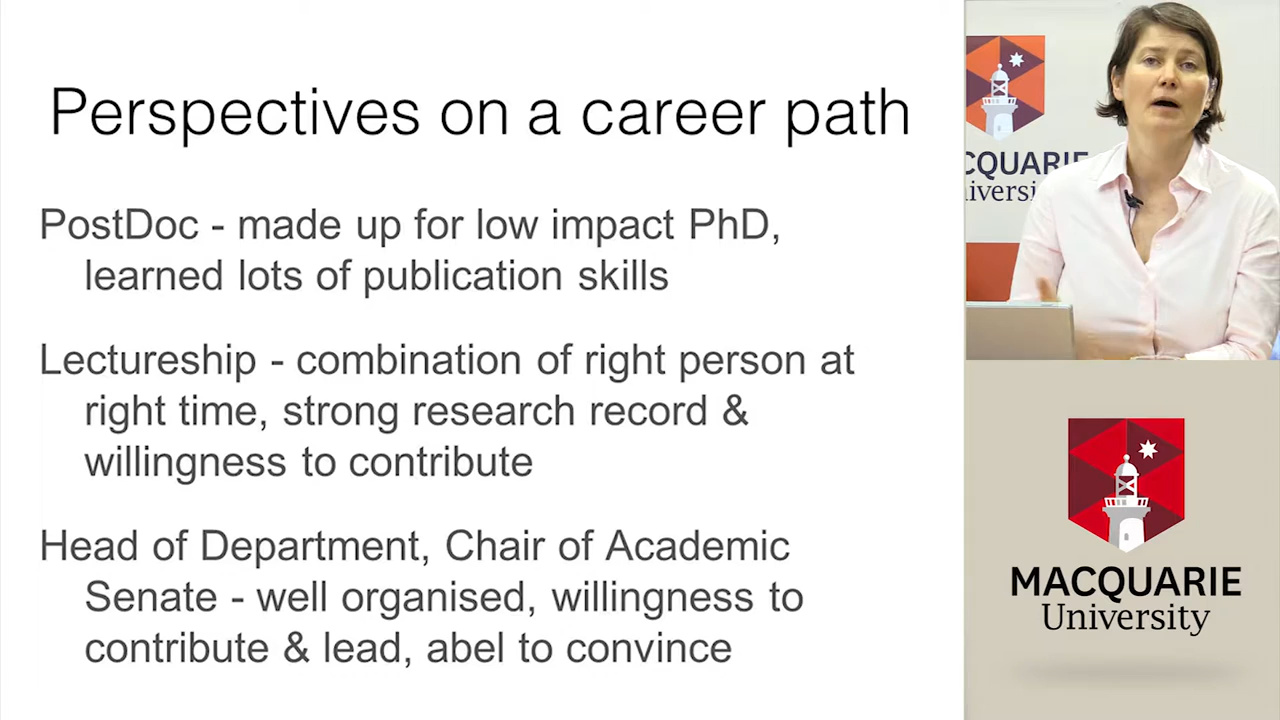 Perspectives on a career path
PostDoc - made up for low impact PhD,
learned lots of publication skills
Lectureship - combination of right person at
right time, strong research record &
willingness to contribute
Head of Department, Chair of Academic
Senate - well organised, willingness to
contribute & lead, abel to convince
CQUARIE
iversi
MACQUARIE
University